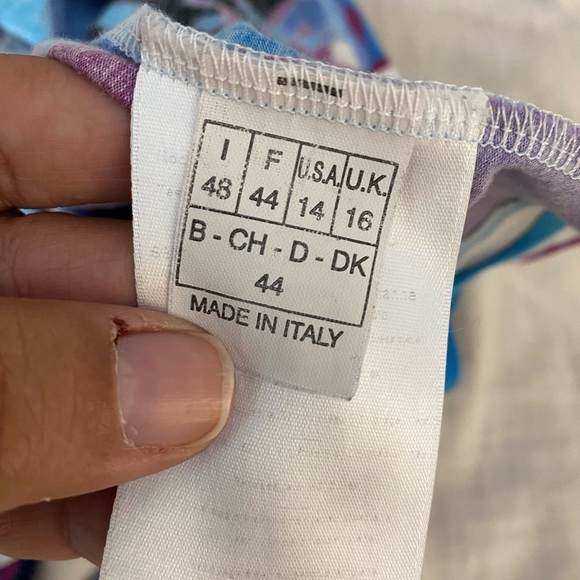 I F U.S.A. U.K.
48 44 14 16
B - CH - D - DK
44
MADE IN ITALY